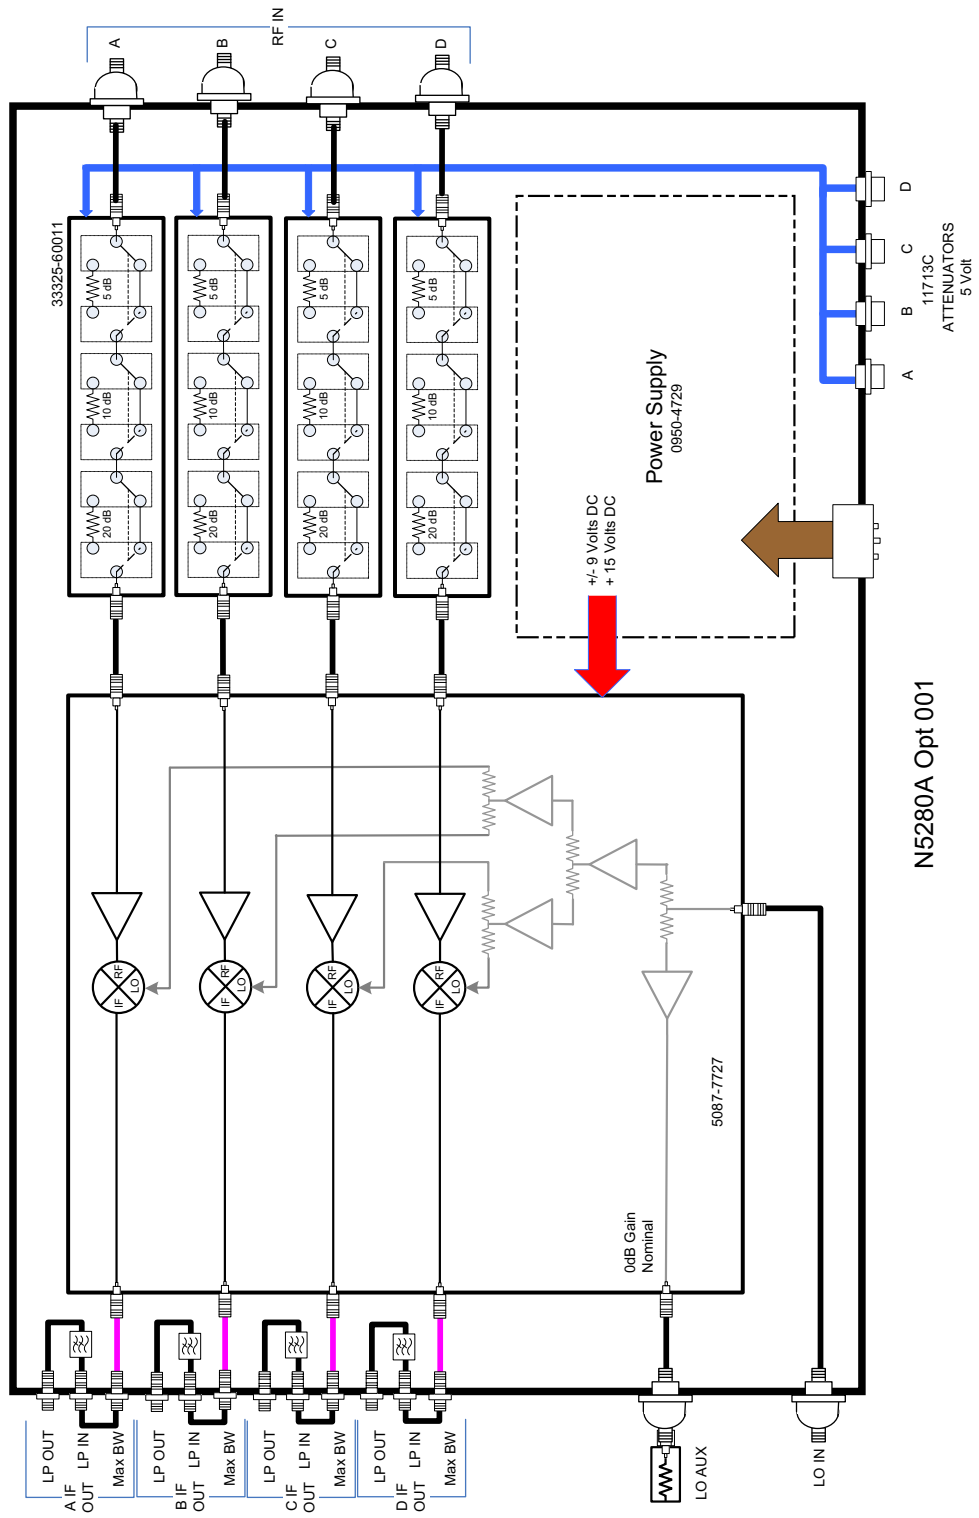 RF IN
A
B
C
D
33325-60011
5 dB
10 dB
20 dB
5 dB
10 dB
20 dB
5 dB
10 dB
20 dB
5 dB
10 dB
20 dB
Power Supply
0950-4729
+/- 9 Volts DC
+ 15 Volts DC
A
B
C
D
11713C
ATTENUATORS
5 Volt
RF
LO
IF
RF
LO
IF
RF
LO
IF
RF
LO
IF
5087-7727
0dB Gain
Nominal
LP OUT
LP IN
Max BW
A IF
OUT
LP OUT
LP IN
Max BW
B IF
OUT
LP OUT
LP IN
Max BW
C IF
OUT
LP OUT
LP IN
Max BW
D IF
OUT
LO AUX
LO IN
N5280A Opt 001